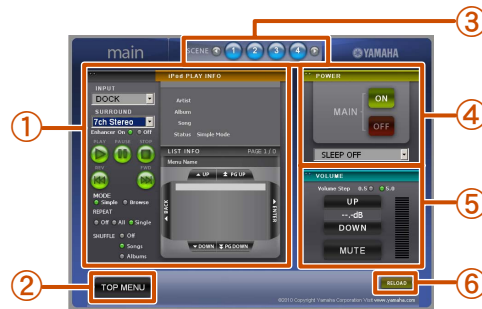 ③
main
SCENE 1 2 3 4
YAMAHA
①
INPUT
DOCK
SURROUND
7ch Stereo
Enhancer On Off
PLAY PAUSE STOP
REV FWD
MODE
Simple Browse
REPEAT
Off All Single
SHUFFLE Off
Songs
Albums
iPod PLAY INFO
Artist
Album
Song
Status Simple Mode
LIST INFO PAGE 1 / 0
Menu Name
UP PG UP
BACK
ENTER
DOWN PG DOWN
POWER
MAIN
ON
OFF
SLEEP OFF
④
VOLUME
Volume Step 0.5 5.0
UP
--.-dB
DOWN
MUTE
⑤
②
TOP MENU
RELOAD
⑥
©2010 Copyright Yamaha Corporation Visit www.yamaha.com